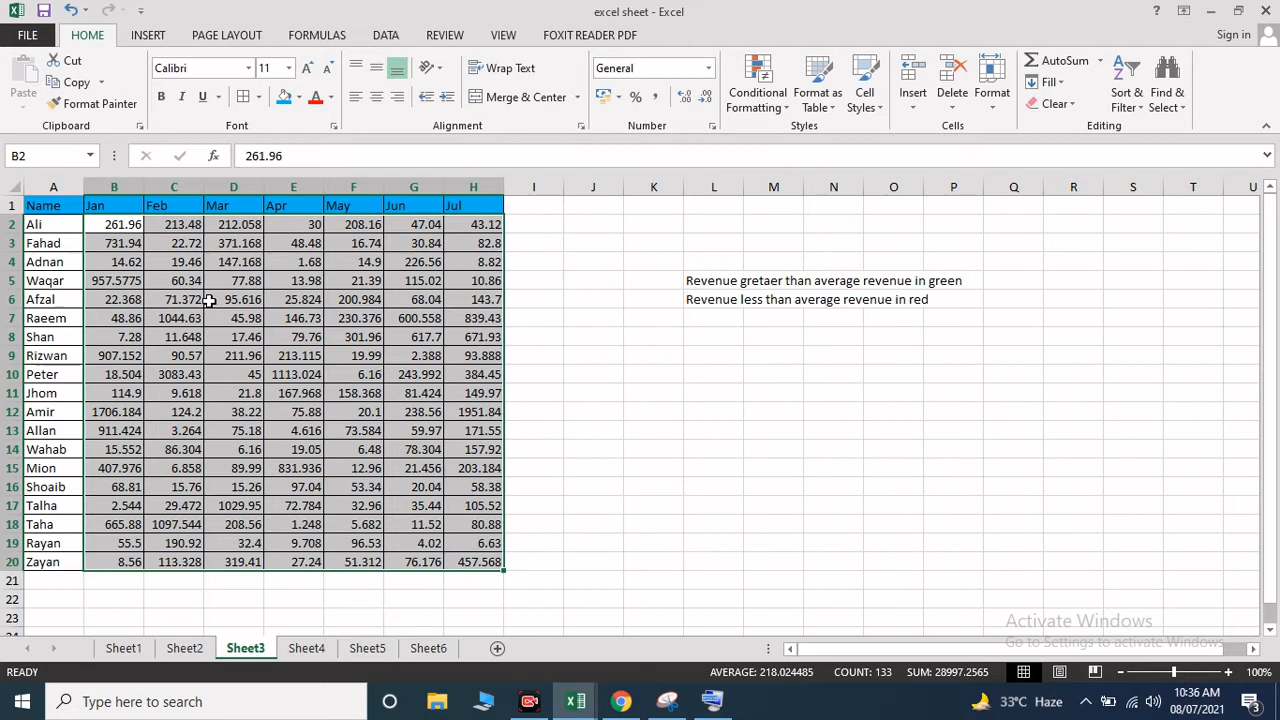 excel sheet - Excel
FILE HOME INSERT PAGE LAYOUT FORMULAS DATA REVIEW VIEW FOXIT READER PDF Sign in
Paste Cut Copy Format Painter Clipboard
Calibri 11 B I U A A A Font
Wrap Text Merge & Center Alignment
General % , Number
Conditional Formatting Format as Table Cell Styles Styles
Insert Delete Format Cells
AutoSum Fill Clear Sort & Filter Find & Select Editing
B2 fx 261.96
A B C D E F G H I J K L M N O P Q R S T U
1 Name Jan Feb Mar Apr May Jun Jul
2 Ali 261.96 213.48 212.058 30 208.16 47.04 43.12
3 Fahad 731.94 22.72 371.168 48.48 16.74 30.84 82.8
4 Adnan 14.62 19.46 147.168 1.68 14.9 226.56 8.82
5 Waqar 957.5775 60.34 77.88 13.98 21.39 115.02 10.86 Revenue gretaer than average revenue in green
6 Afzal 22.368 71.372 95.616 25.824 200.984 68.04 143.7 Revenue less than average revenue in red
7 Raeem 48.86 1044.63 45.98 146.73 230.376 600.558 839.43
8 Shan 7.28 11.648 17.46 79.76 301.96 617.7 671.93
9 Rizwan 907.152 90.57 211.96 213.115 19.99 2.388 93.888
10 Peter 18.504 3083.43 45 1113.024 6.16 243.992 384.45
11 Jhom 114.9 9.618 21.8 167.968 158.368 81.424 149.97
12 Amir 1706.184 124.2 38.22 75.88 20.1 238.56 1951.84
13 Allan 911.424 3.264 75.18 4.616 73.584 59.97 171.55
14 Wahab 15.552 86.304 6.16 19.05 6.48 78.304 157.92
15 Mion 407.976 6.858 89.99 831.936 12.96 21.456 203.184
16 Shoaib 68.81 15.76 15.26 97.04 53.34 20.04 58.38
17 Talha 2.544 29.472 1029.95 72.784 32.96 35.44 105.52
18 Taha 665.88 1097.544 208.56 1.248 5.682 11.52 80.88
19 Rayan 55.5 190.92 32.4 9.708 96.53 4.02 6.63
20 Zayan 8.56 113.328 319.41 27.24 51.312 76.176 457.568
21
22
23
Activate Windows
Go to Settings to activate Windows.
Sheet1 Sheet2 Sheet3 Sheet4 Sheet5 Sheet6
READY AVERAGE: 218.024485 COUNT: 133 SUM: 28997.2565 100%
Type here to search 33°C Haze 10:36 AM
08/07/2021 3